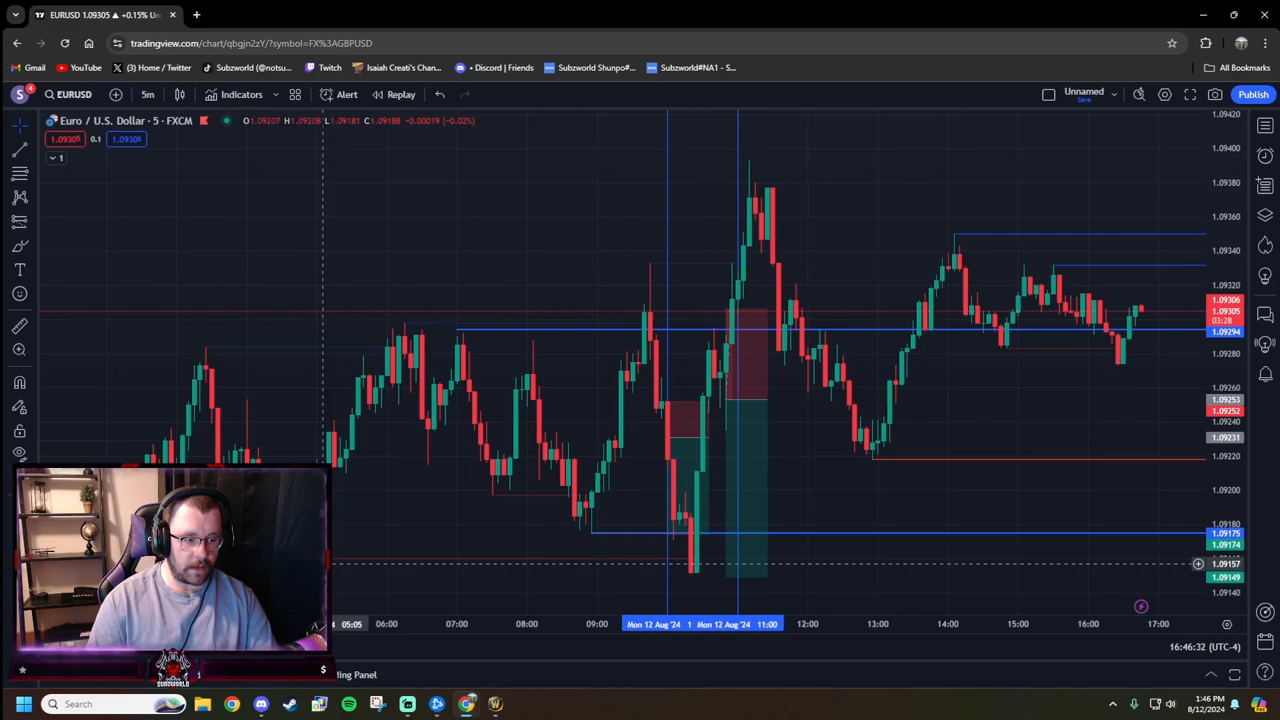 EURUSD 1.09305 ▲ +0.15% Un
tradingview.com/chart/qbgjn2zY/?symbol=FX%3AGBPUSD
Gmail YouTube (3) Home / Twitter Subzworld (@notsu... Twitch Isaiah Creati's Chan... • Discord | Friends Subzworld Shunpo#... Subzworld#NA1 - S... All Bookmarks
S 4 EURUSD 5m Indicators Alert Replay Unnamed Save Publish
Euro / U.S. Dollar · 5 · FXCM O1.09207 H1.09208 L1.09181 C1.09188 -0.00019 (-0.02%)
1.09305 0.1 1.09306
1
1.09420
1.09400
1.09380
1.09360
1.09340
1.09320
1.09306
1.09305
03:28
1.09294
1.09280
1.09260
1.09253
1.09252
1.09240
1.09231
1.09220
1.09200
1.09180
1.09175
1.09174
1.09157
1.09149
1.09140
4 05:05 06:00 07:00 08:00 09:00 Mon 12 Aug '24 1 Mon 12 Aug '24 11:00 12:00 13:00 14:00 15:00 16:00 17:00
16:46:32 (UTC-4)
ting Panel
$
SUBZWORLD
Search
1:46 PM
8/12/2024